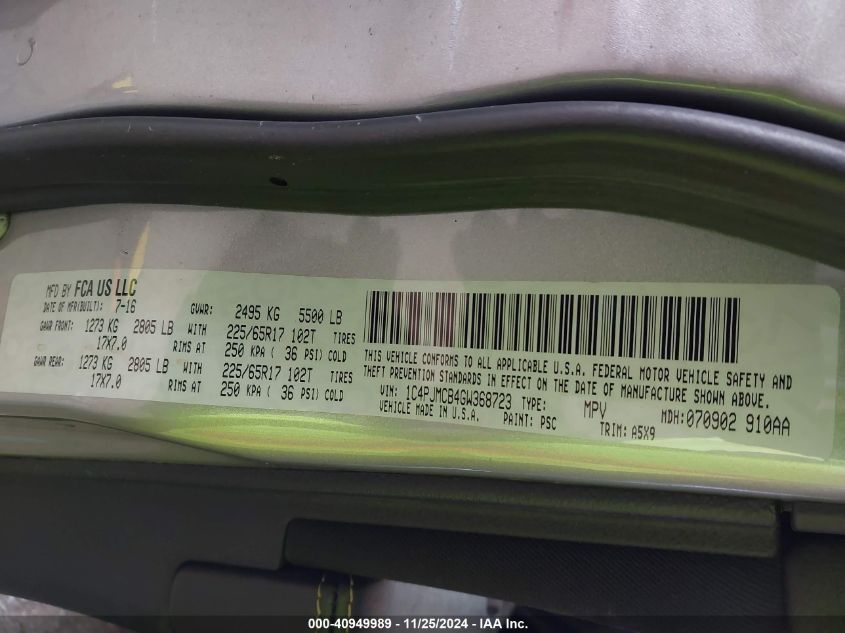 MFD BY FCA US LLC
DATE OF MFR(BUILT): 7-16 GVWR: 2495 KG 5500 LB
GAWR FRONT: 1273 KG 2805 LB WITH 225/65R17 102T TIRES
17X7.0 RIMS AT 250 KPA ( 36 PSI) COLD
GAWR REAR: 1273 KG 2805 LB WITH 225/65R17 102T TIRES
17X7.0 RIMS AT 250 KPA ( 36 PSI) COLD
THIS VEHICLE CONFORMS TO ALL APPLICABLE U.S.A. FEDERAL MOTOR VEHICLE SAFETY AND
THEFT PREVENTION STANDARDS IN EFFECT ON THE DATE OF MANUFACTURE SHOWN ABOVE.
VIN: 1C4PJMCB4GW368723 TYPE: MPV MDH:070902 910AA
VEHICLE MADE IN U.S.A. PAINT: PSC TRIM: A5X9
000-40949989 - 11/25/2024 - IAA Inc.